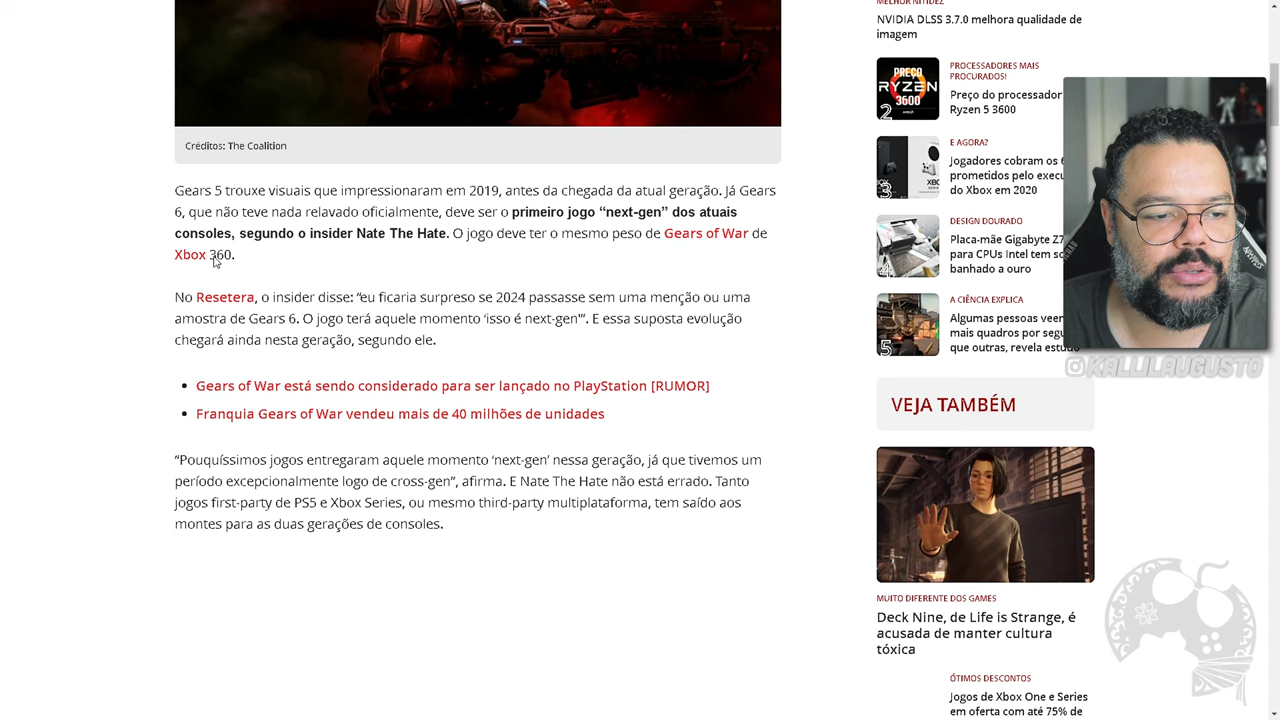 Créditos: The Coalition
Gears 5 trouxe visuais que impressionaram em 2019, antes da chegada da atual geração. Já Gears
6, que não teve nada relavado oficialmente, deve ser o primeiro jogo “next-gen” dos atuais
consoles, segundo o insider Nate The Hate. O jogo deve ter o mesmo peso de Gears of War de
Xbox 360.
No Resetera, o insider disse: “eu ficaria surpreso se 2024 passasse sem uma menção ou uma
amostra de Gears 6. O jogo terá aquele momento ‘isso é next-gen’”. E essa suposta evolução
chegará ainda nesta geração, segundo ele.
• Gears of War está sendo considerado para ser lançado no PlayStation [RUMOR]
• Franquia Gears of War vendeu mais de 40 milhões de unidades
“Pouquíssimos jogos entregaram aquele momento ‘next-gen’ nessa geração, já que tivemos um
período excepcionalmente logo de cross-gen”, afirma. E Nate The Hate não está errado. Tanto
jogos first-party de PS5 e Xbox Series, ou mesmo third-party multiplataforma, tem saído aos
montes para as duas gerações de consoles.
MELHOR NITIDEZ
NVIDIA DLSS 3.7.0 melhora qualidade de
imagem
PREÇO
RYZEN
3600
2
PROCESSADORES MAIS
PROCURADOS!
Preço do processador
Ryzen 5 3600
3
E AGORA?
Jogadores cobram os
prometidos pelo execu
do Xbox em 2020
4
DESIGN DOURADO
Placa-mãe Gigabyte Z7
para CPUs Intel tem so
banhado a ouro
5
A CIÊNCIA EXPLICA
Algumas pessoas veem
mais quadros por segu
que outras, revela estudo
@KALLILAUGUSTO
VEJA TAMBÉM
MUITO DIFERENTE DOS GAMES
Deck Nine, de Life is Strange, é
acusada de manter cultura
tóxica
ÓTIMOS DESCONTOS
Jogos de Xbox One e Series
em oferta com até 75% de